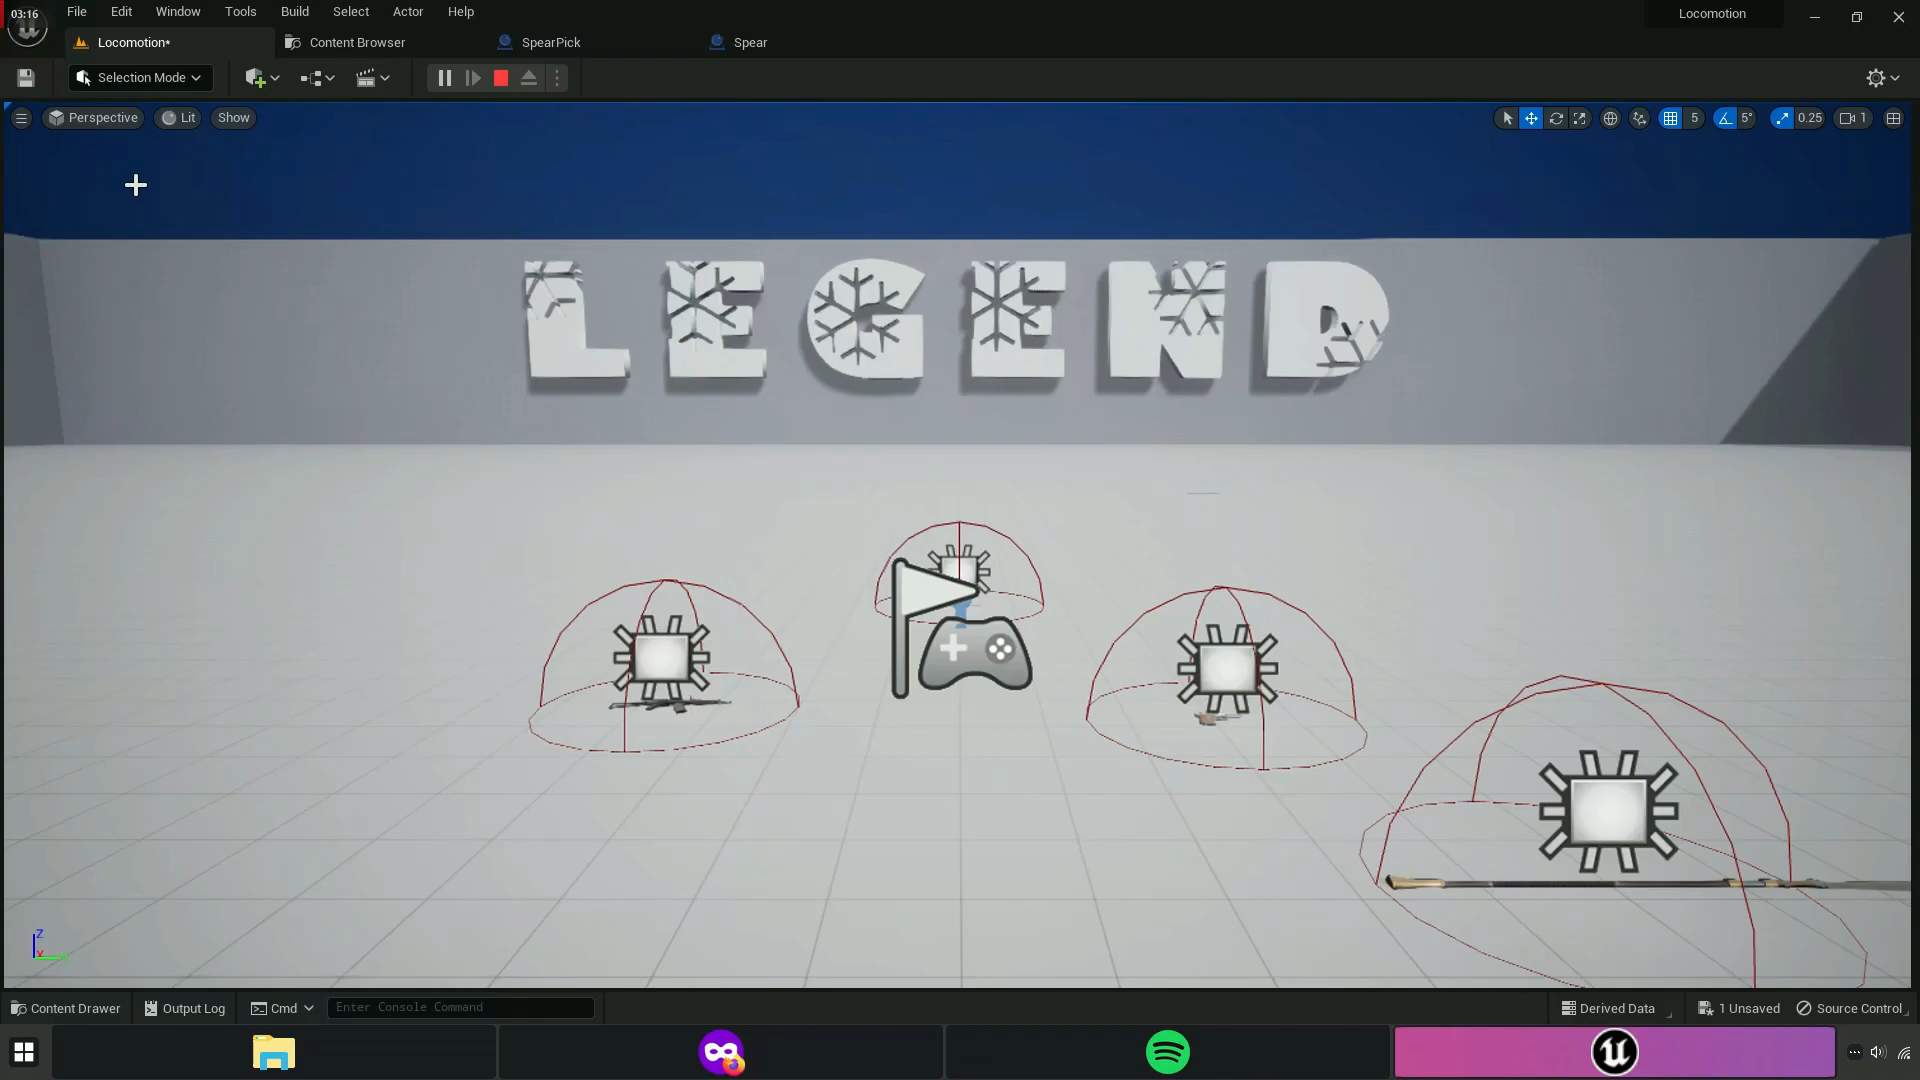 03:16
File Edit Window Tools Build Select Actor Help
Locomotion
Locomotion* Content Browser SpearPick Spear
Selection Mode
Perspective Lit Show 5 5° 0.25 1
LEGEND
Z
Content Drawer Output Log Cmd Enter Console Command Derived Data 1 Unsaved Source Control